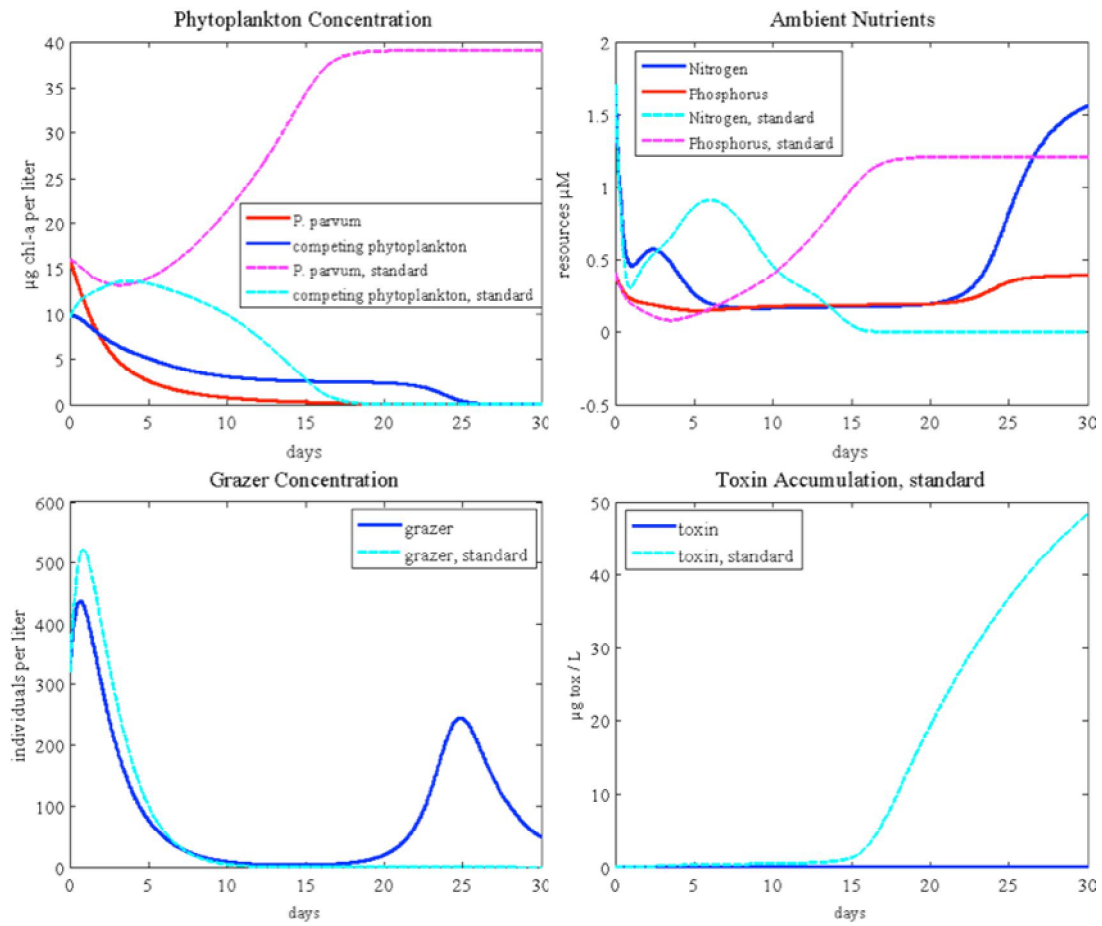 Phytoplankton Concentration
40
35
30
25
20
15
10
5
0
µg chl-a per liter
P. parvum
competing phytoplankton
P. parvum, standard
competing phytoplankton, standard
0 5 10 15 20 25 30
days
Ambient Nutrients
2
1.5
1
0.5
0
-0.5
resources µM
Nitrogen
Phosphorus
Nitrogen, standard
Phosphorus, standard
0 5 10 15 20 25 30
days
Grazer Concentration
600
500
400
300
200
100
0
individuals per liter
grazer
grazer, standard
0 5 10 15 20 25 30
days
Toxin Accumulation, standard
50
40
30
20
10
0
µg tox / L
toxin
toxin, standard
0 5 10 15 20 25 30
days